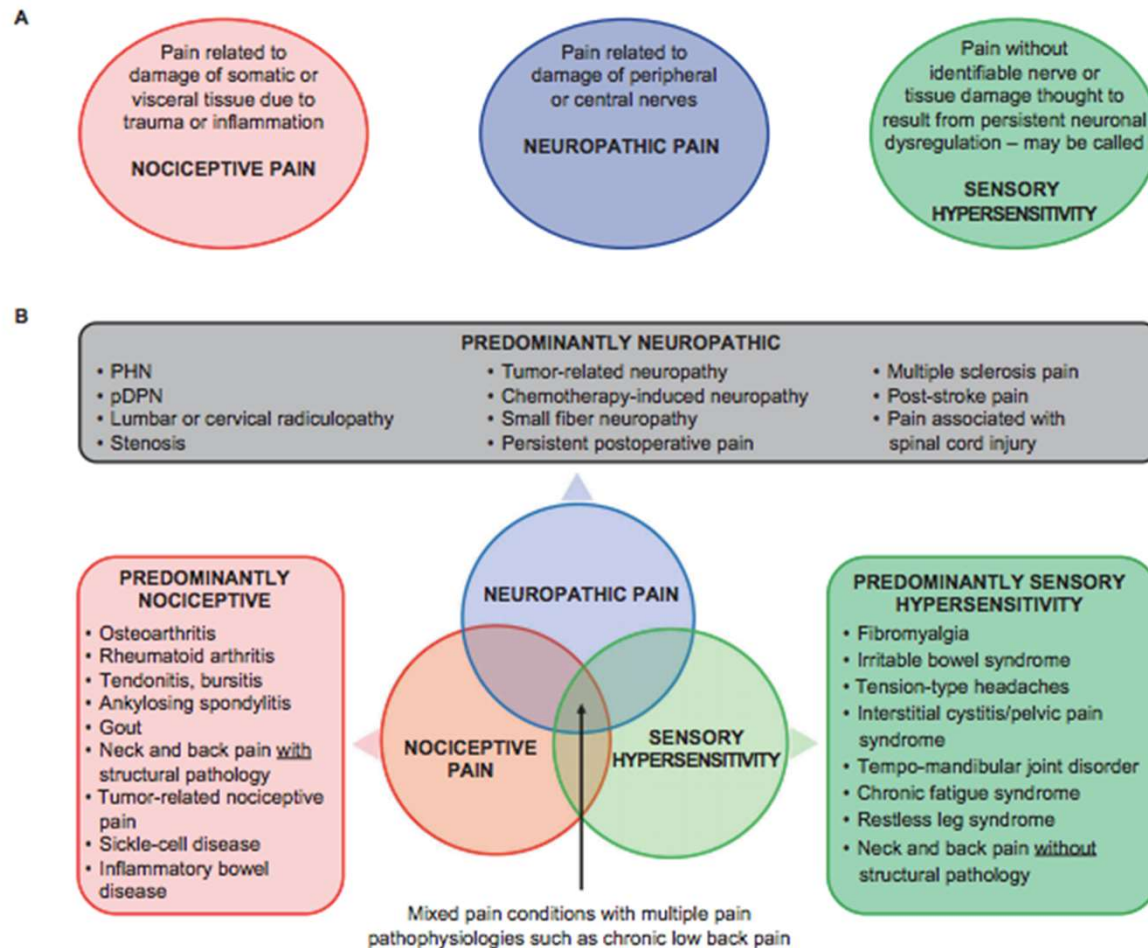 A
Pain related to
damage of somatic or
visceral tissue due to
trauma or inflammation
NOCICEPTIVE PAIN
Pain related to
damage of peripheral
or central nerves
NEUROPATHIC PAIN
Pain without
identifiable nerve or
tissue damage thought to
result from persistent neuronal
dysregulation – may be called
SENSORY
HYPERSENSITIVITY
B
PREDOMINANTLY NEUROPATHIC
• PHN
• pDPN
• Lumbar or cervical radiculopathy
• Stenosis
• Tumor-related neuropathy
• Chemotherapy-induced neuropathy
• Small fiber neuropathy
• Persistent postoperative pain
• Multiple sclerosis pain
• Post-stroke pain
• Pain associated with
spinal cord injury
PREDOMINANTLY
NOCICEPTIVE
• Osteoarthritis
• Rheumatoid arthritis
• Tendonitis, bursitis
• Ankylosing spondylitis
• Gout
• Neck and back pain with
structural pathology
• Tumor-related nociceptive
pain
• Sickle-cell disease
• Inflammatory bowel
disease
NEUROPATHIC PAIN
NOCICEPTIVE
PAIN
SENSORY
HYPERSENSITIVITY
PREDOMINANTLY SENSORY
HYPERSENSITIVITY
• Fibromyalgia
• Irritable bowel syndrome
• Tension-type headaches
• Interstitial cystitis/pelvic pain
syndrome
• Tempo-mandibular joint disorder
• Chronic fatigue syndrome
• Restless leg syndrome
• Neck and back pain without
structural pathology
Mixed pain conditions with multiple pain
pathophysiologies such as chronic low back pain